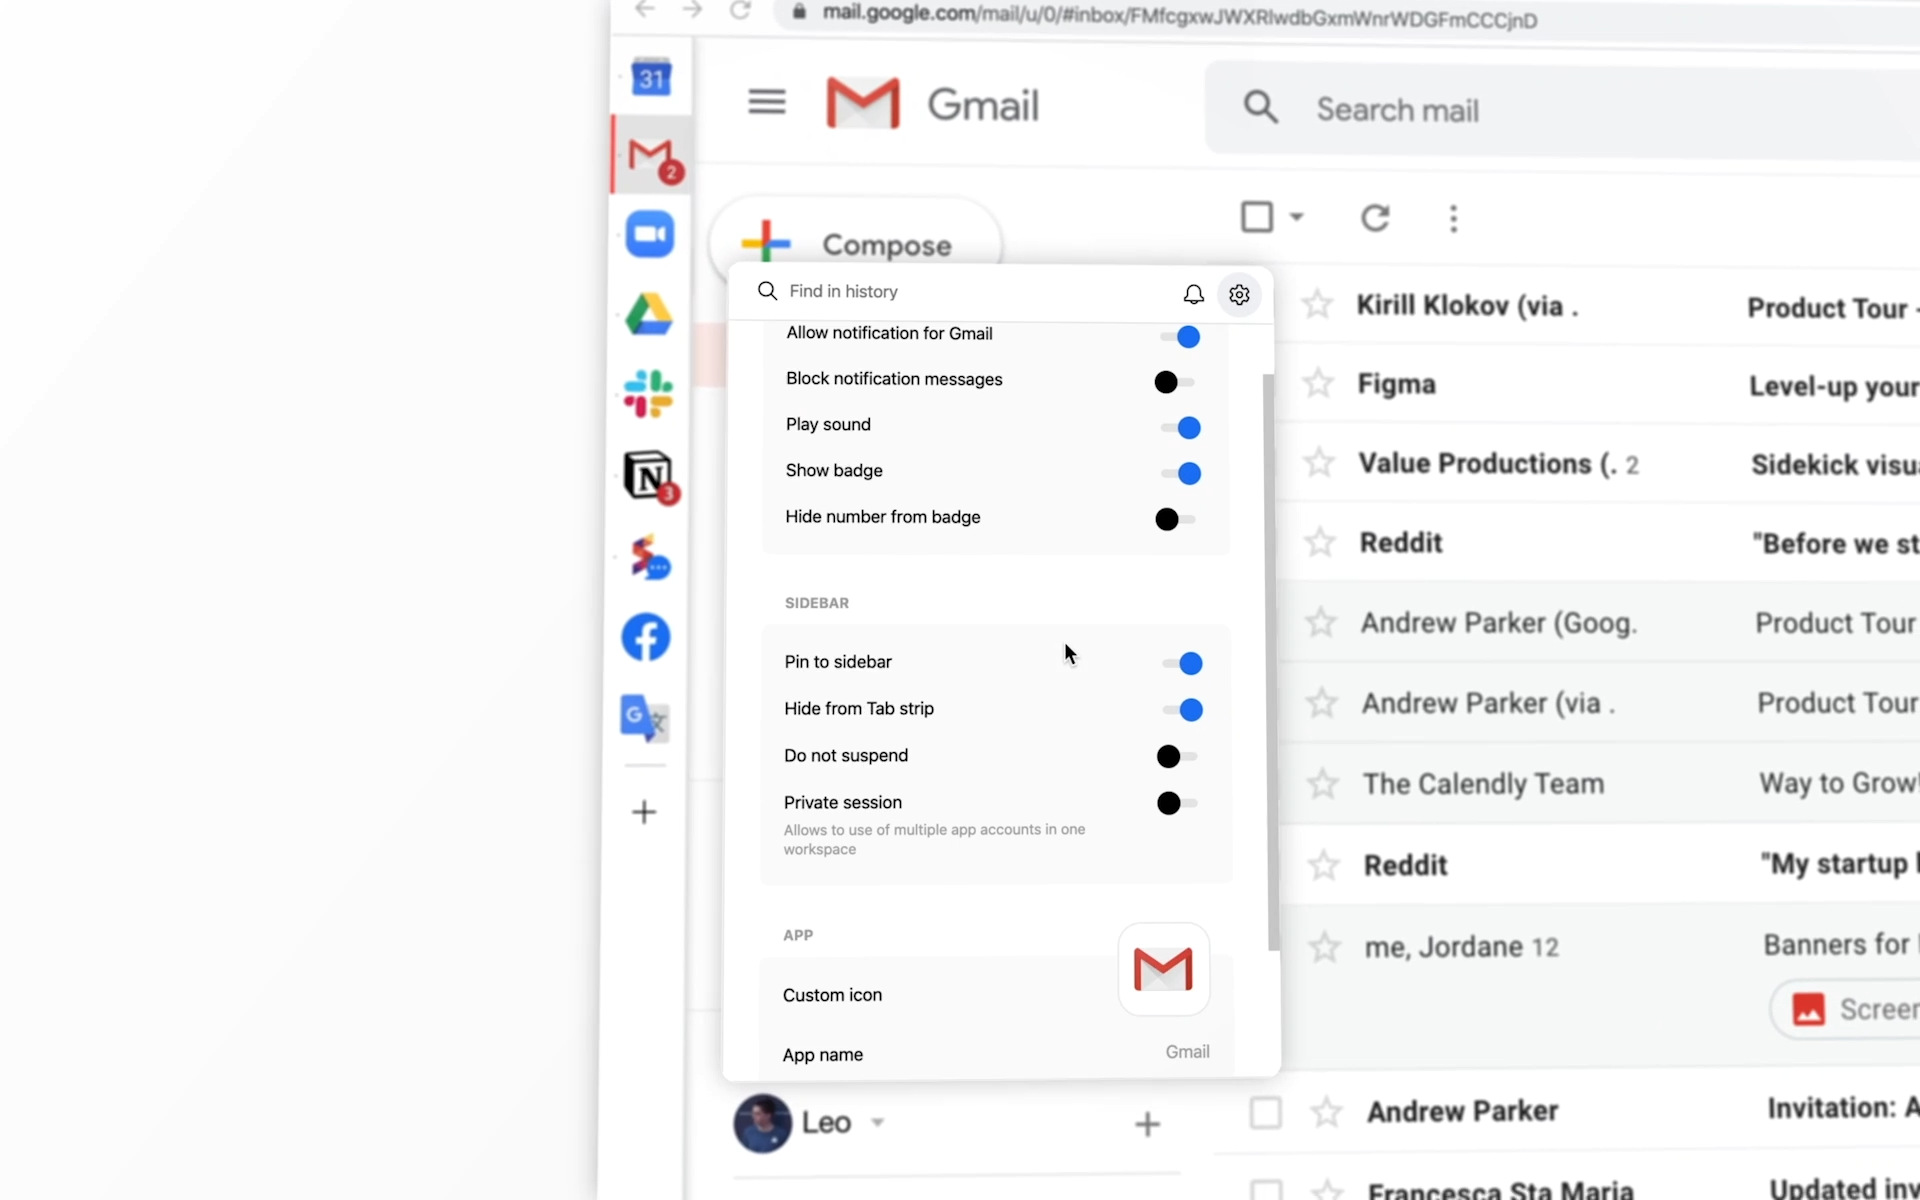 mail.google.com/mail/u/0/#inbox/FMfcgxwJWXRlwdbGxmWnrWDGFmCCCjnD
31
Gmail
Search mail
2
Compose
Find in history
Allow notification for Gmail
Block notification messages
Play sound
Show badge
Hide number from badge
SIDEBAR
Pin to sidebar
Hide from Tab strip
Do not suspend
Private session
Allows to use of multiple app accounts in one
workspace
APP
Custom icon
App name
Gmail
N
3
G 文
Leo
Kirill Klokov (via .
Product Tour -
Figma
Level-up your
Value Productions (. 2
Sidekick visua
Reddit
"Before we st
Andrew Parker (Goog.
Product Tour
Andrew Parker (via .
Product Tour
The Calendly Team
Way to Grow!
Reddit
"My startup
me, Jordane 12
Banners for
Screen
Andrew Parker
Invitation: A
Francesca Sta Maria
Updated inv